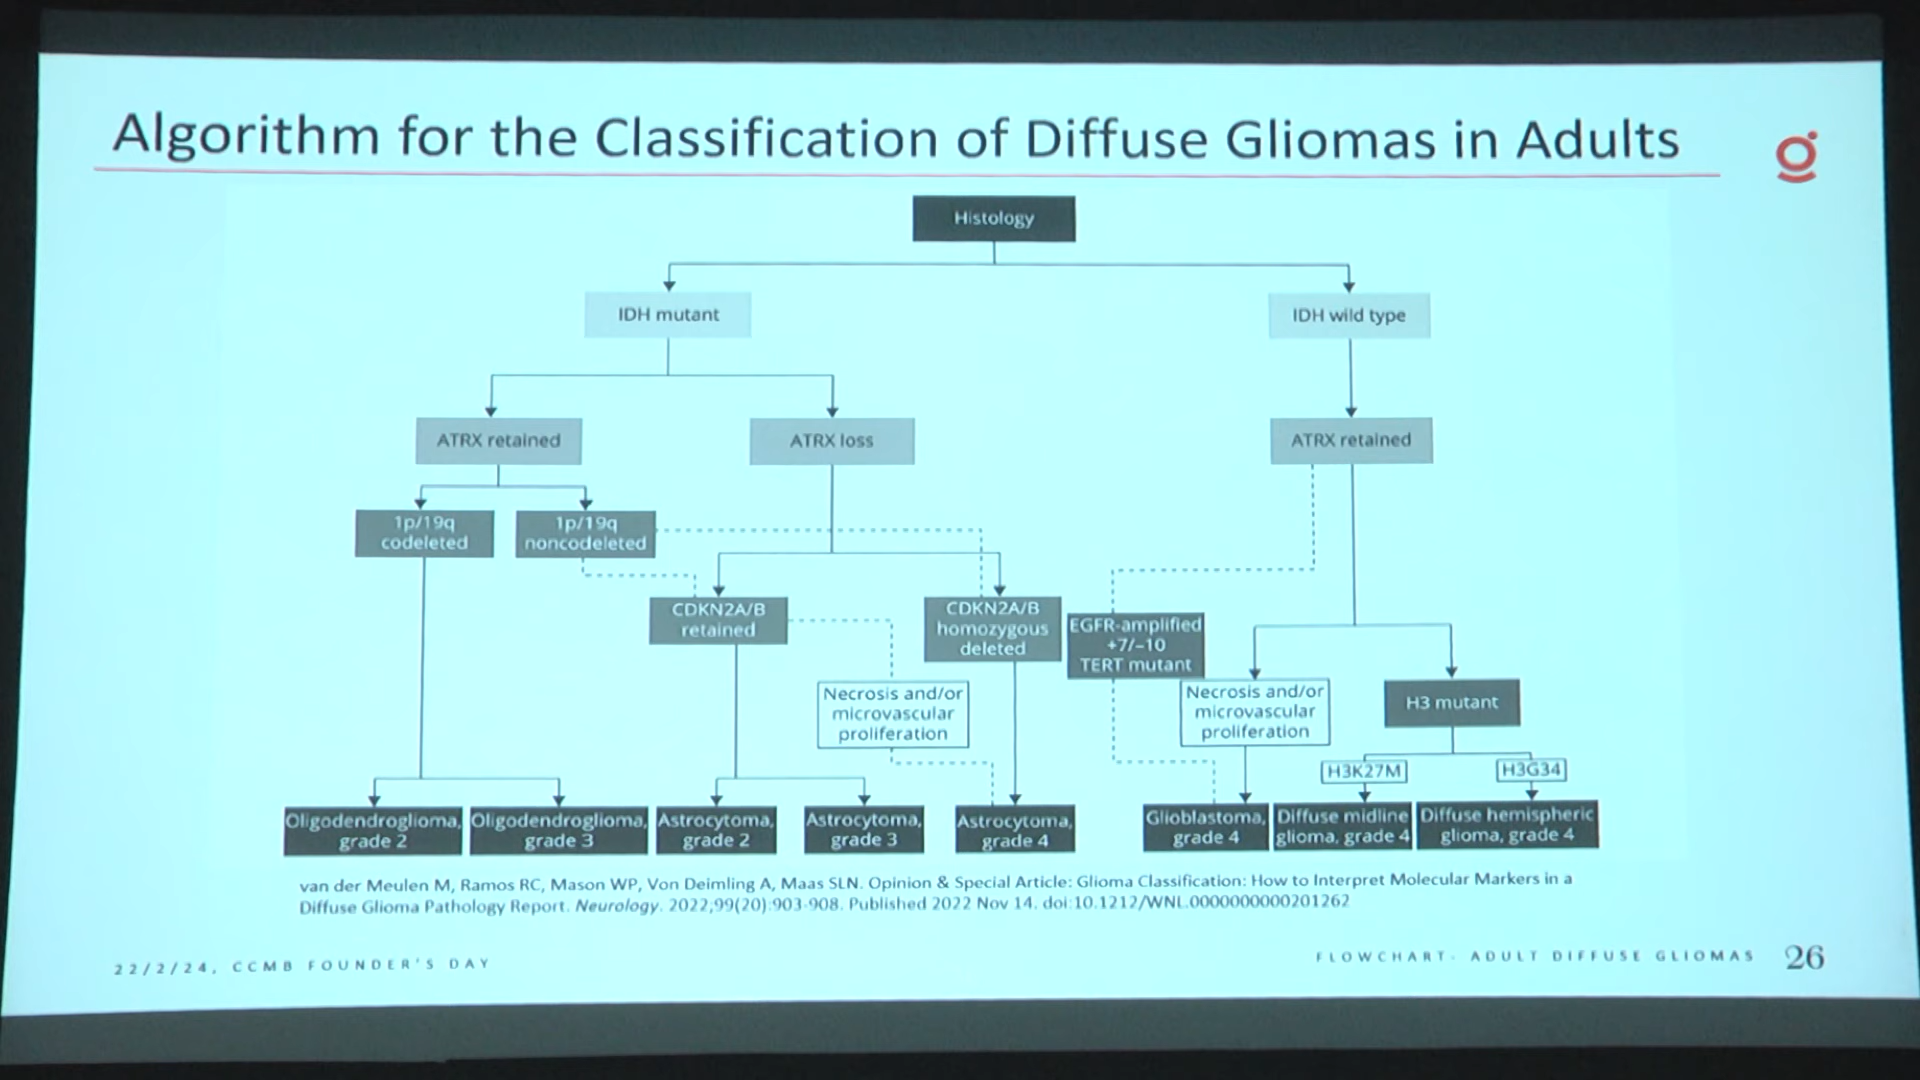 Algorithm for the Classification of Diffuse Gliomas in Adults
Histology
IDH mutant
IDH wild type
ATRX retained
ATRX loss
ATRX retained
1p/19q
codeleted
1p/19q
noncodeleted
CDKN2A/B
retained
CDKN2A/B
homozygous
deleted
EGFR-amplified
+7/−10
TERT mutant
Necrosis and/or
microvascular
proliferation
Necrosis and/or
microvascular
proliferation
H3 mutant
H3K27M
H3G34
Oligodendroglioma,
grade 2
Oligodendroglioma,
grade 3
Astrocytoma,
grade 2
Astrocytoma,
grade 3
Astrocytoma,
grade 4
Glioblastoma,
grade 4
Diffuse midline
glioma, grade 4
Diffuse hemispheric
glioma, grade 4
van der Meulen M, Ramos RC, Mason WP, Von Deimling A, Maas SLN. Opinion & Special Article: Glioma Classification: How to Interpret Molecular Markers in a
Diffuse Glioma Pathology Report. Neurology. 2022;99(20):903-908. Published 2022 Nov 14. doi:10.1212/WNL.0000000000201262
22/2/24, CCMB FOUNDER'S DAY
FLOWCHART- ADULT DIFFUSE GLIOMAS
26